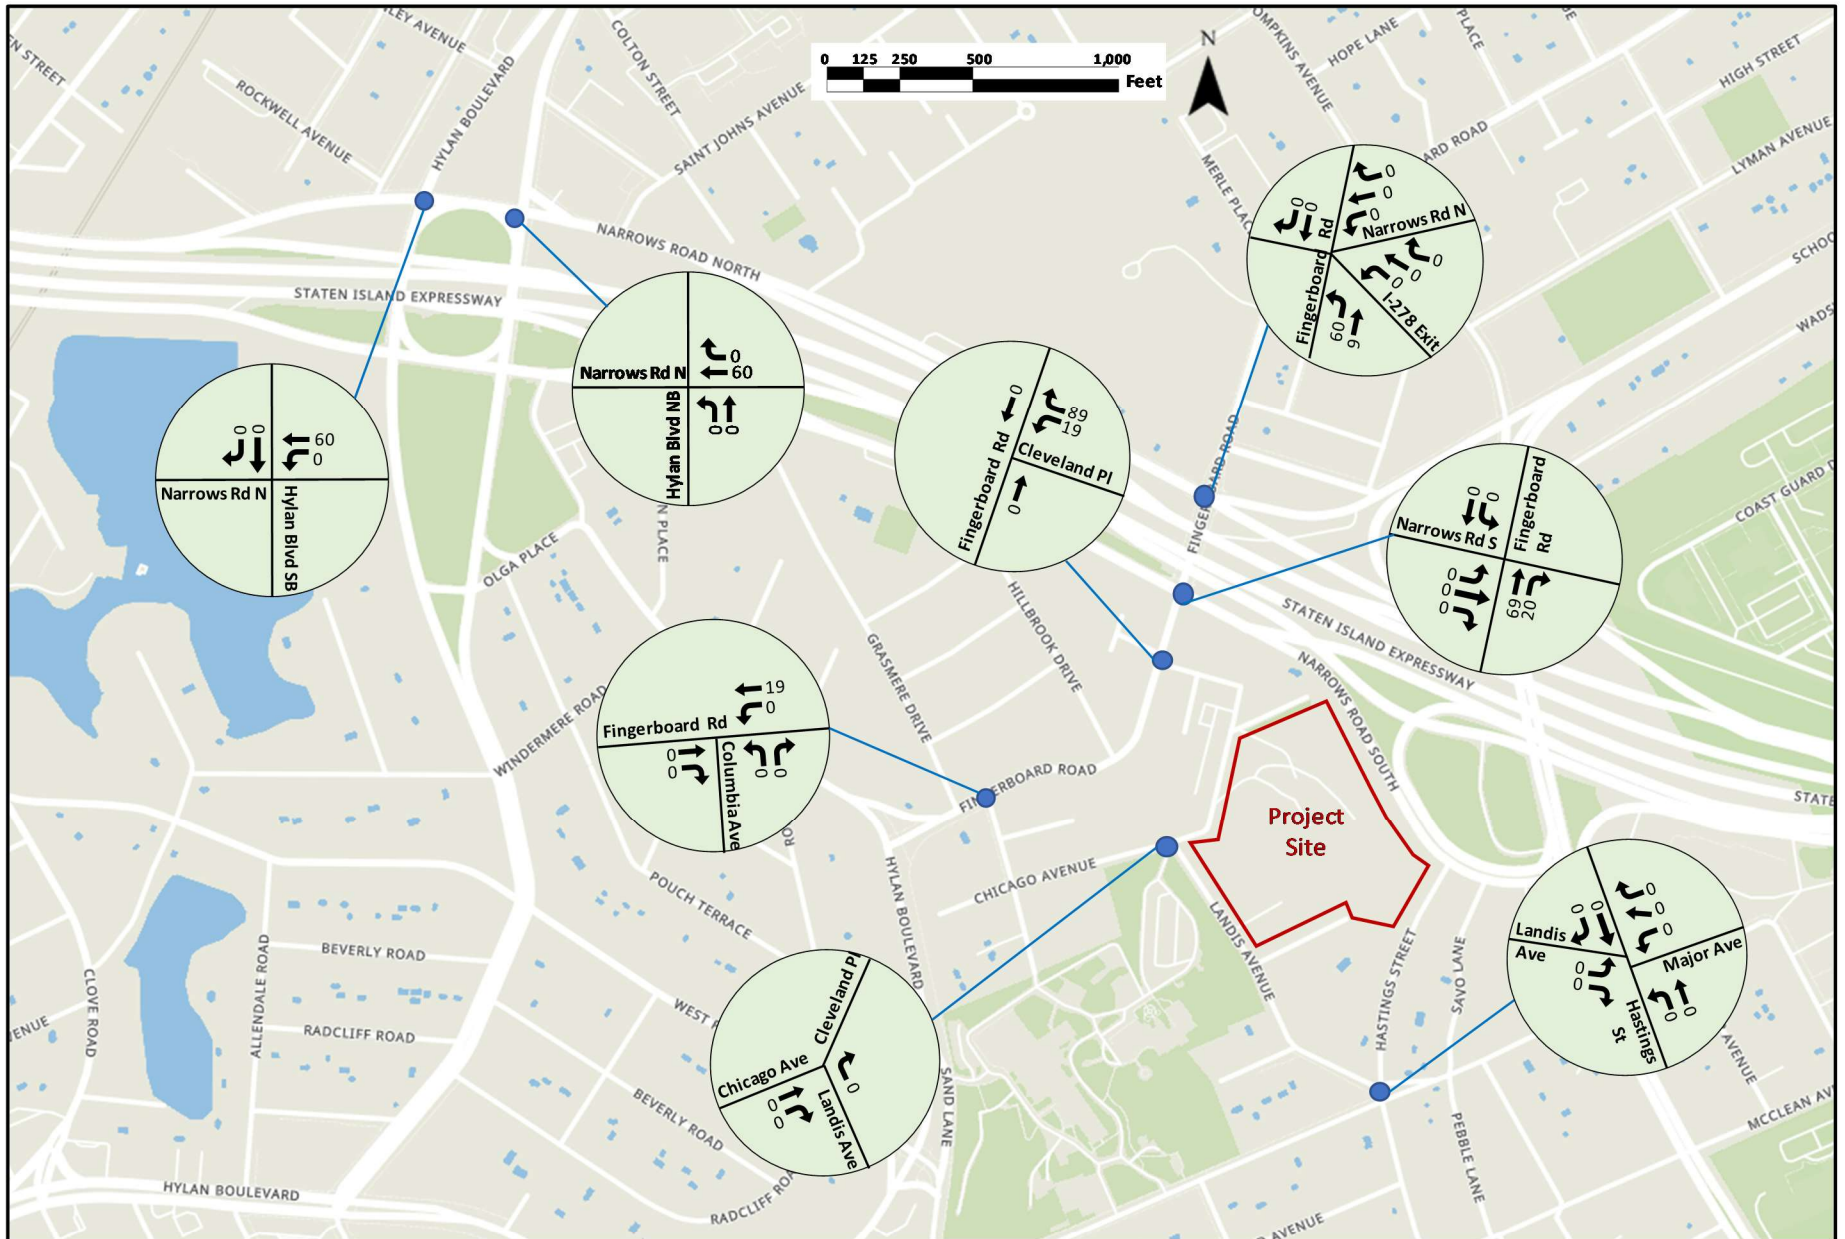 0 125 250 500 1,000
Feet
N
ROCKWELL AVENUE
HYLAN BOULEVARD
COLTON STREET
SAINT JOHNS AVENUE
HOPE LANE
PLACE
HIGH STREET
LYMAN AVENUE
NARROWS ROAD NORTH
STATEN ISLAND EXPRESSWAY
0
0
0
0
0
Rd
Narrows Rd N
Fingerboard
0
0
0
60
9
I-278 Exit
0
60
Narrows Rd N
Hylan Blvd NB
0
0
0
0
60
0
Narrows Rd N
Hylan Blvd SB
0
89
19
Fingerboard Rd
Cleveland Pl
0
0
0
Narrows Rd S
Fingerboard
Rd
0
0
0
69
20
OLGA PLACE
HILLBROOK DRIVE
GRASMERE DRIVE
WINDERMERE ROAD
STATEN ISLAND EXPRESSWAY
NARROWS ROAD SOUTH
19
0
Fingerboard Rd
0
0
Columbia Ave
0
0
Project
Site
CHICAGO AVENUE
POUCH TERRACE
HYLAN BOULEVARD
LANDIS AVENUE
HASTINGS STREET
SAVO LANE
BEVERLY ROAD
ALLENDALE ROAD
CLOVE ROAD
RADCLIFF ROAD
0
0
0
0
0
Landis
Ave
Major Ave
0
0
0
0
Hastings
St
Cleveland Pl
Chicago Ave
0
0
0
Landis Ave
AVENUE
BEVERLY ROAD
SAND LANE
PEBBLE LANE
HYLAN BOULEVARD
AVENUE